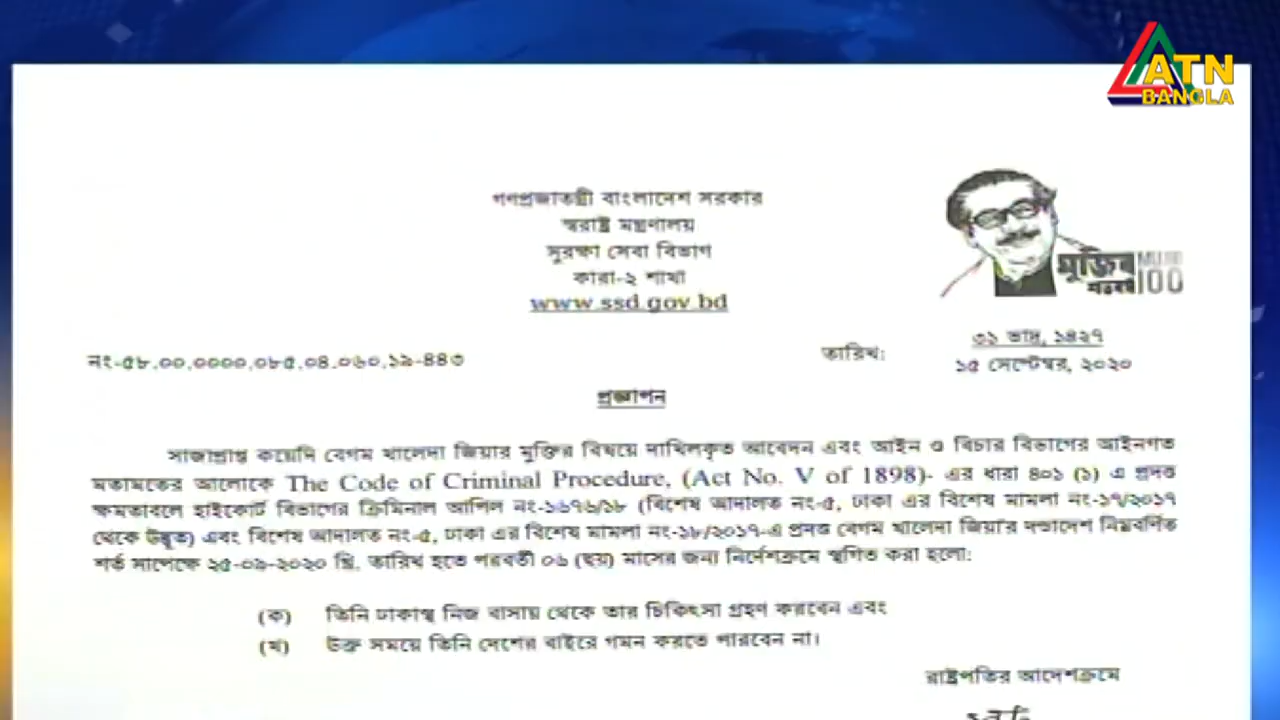 ATN
BANGLA
গণপ্রজাতন্ত্রী বাংলাদেশ সরকার
স্বরাষ্ট্র মন্ত্রণালয়
সুরক্ষা সেবা বিভাগ
কারা-২ শাখা
www.ssd.gov.bd
মুজিব MUJIB
শতবর্ষ 100
নং-৫৮.০০.০০০০.০৮৫.০৪.০৬০.১৯-৪৪৩
তারিখ:
৩১ ভাদ্র, ১৪২৭
১৫ সেপ্টেম্বর, ২০২০
প্রজ্ঞাপন
সাজাপ্রাপ্ত কয়েদি বেগম খালেদা জিয়ার মুক্তির বিষয়ে দাখিলকৃত আবেদন এবং আইন ও বিচার বিভাগের আইনগত
মতামতের আলোকে The Code of Criminal Procedure, (Act No. V of 1898)- এর ধারা ৪০১ (১) এ প্রদত্ত
ক্ষমতাবলে হাইকোর্ট বিভাগের ক্রিমিনাল আপিল নং-১৬৭৬/১৮ (বিশেষ আদালত নং-৫, ঢাকা এর বিশেষ মামলা নং-১৭/২০১৭
থেকে উদ্ভূত) এবং বিশেষ আদালত নং-৫, ঢাকা এর বিশেষ মামলা নং-১৮/২০১৭-এ প্রদত্ত বেগম খালেদা জিয়া'র দন্ডাদেশ নিম্নবর্ণিত
শর্ত সাপেক্ষে ২৫-০৯-২০২০ খ্রি. তারিখ হতে পরবর্তী ০৬ (ছয়) মাসের জন্য নির্দেশক্রমে স্থগিত করা হলো:
(ক) তিনি ঢাকাস্থ নিজ বাসায় থেকে তার চিকিৎসা গ্রহণ করবেন এবং
(খ) উক্ত সময়ে তিনি দেশের বাইরে গমন করতে পারবেন না।
রাষ্ট্রপতির আদেশক্রমে